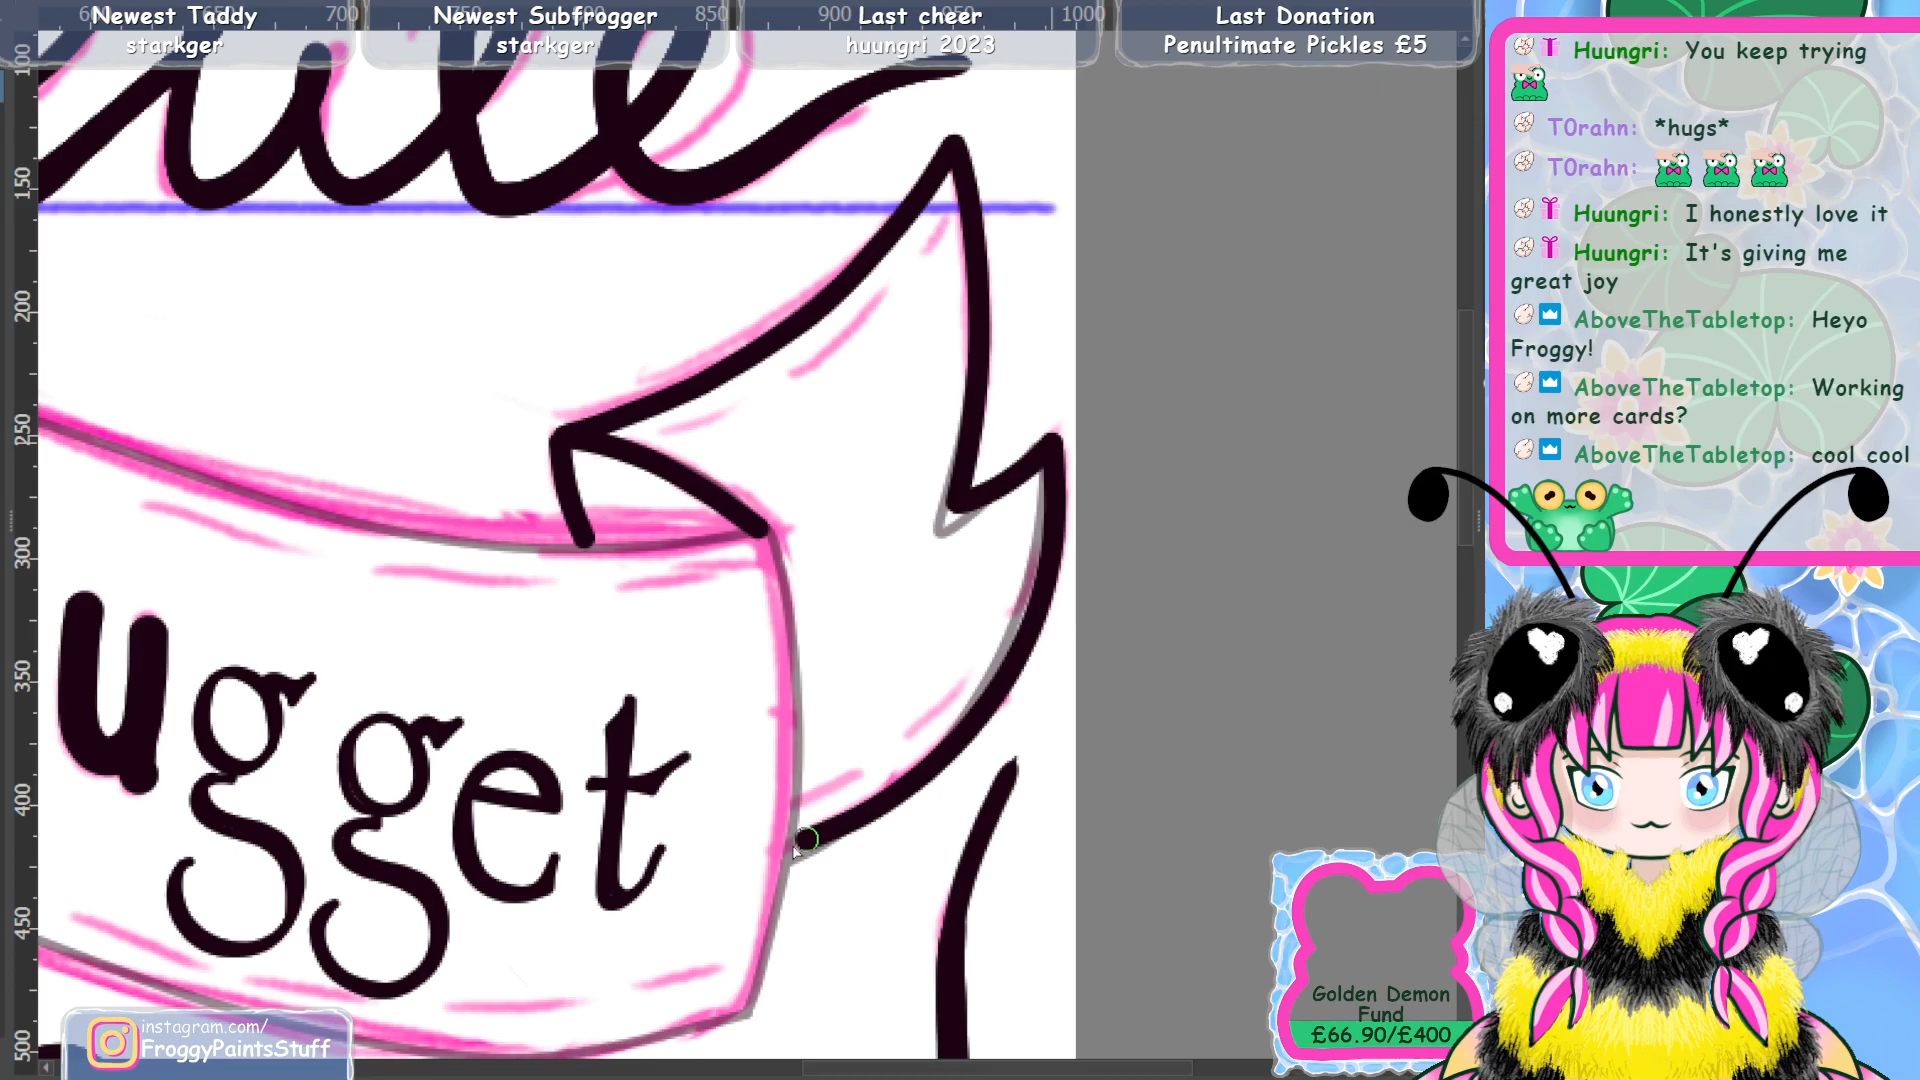 Newest Taddy
starkger
Newest Subfrogger
starkger
Last cheer
huungri 2023
Last Donation
Penultimate Pickles £5
700
850
900
1000
100
150
200
250
300
350
400
450
500
ugget
Huungri: You keep trying
T0rahn: *hugs*
T0rahn:
Huungri: I honestly love it
Huungri: It's giving me
great joy
AboveTheTabletop: Heyo
Froggy!
AboveTheTabletop: Working
on more cards?
AboveTheTabletop: cool cool
Golden Demon
Fund
£66.90/£400
instagram.com/
FroggyPaintsStuff